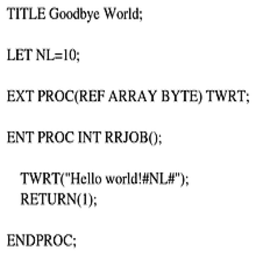 TITLE Goodbye World;
LET NL=10;
EXT PROC(REF ARRAY BYTE) TWRT;
ENT PROC INT RRJOB();
TWRT("Hello world!#NL#");
RETURN(1);
ENDPROC;